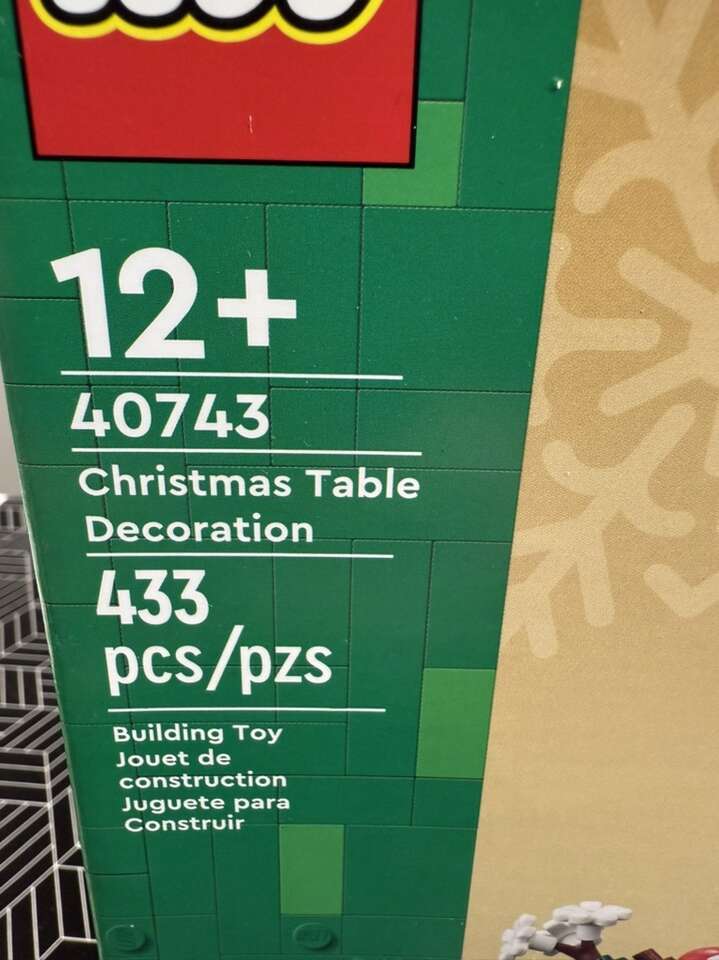 12+
40743
Christmas Table
Decoration
433
pcs/pzs
Building Toy
Jouet de
construction
Juguete para
Construir